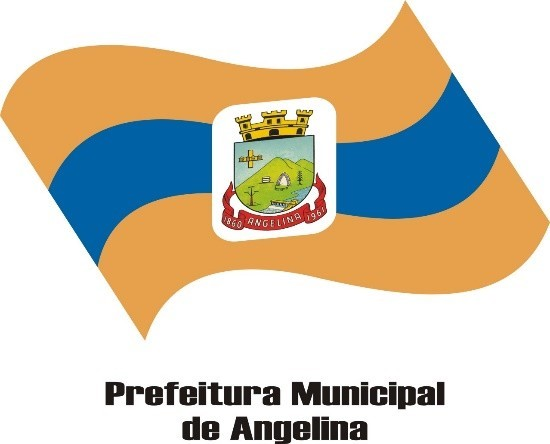 1860 ANGELINA 1961
Prefeitura Municipal
de Angelina